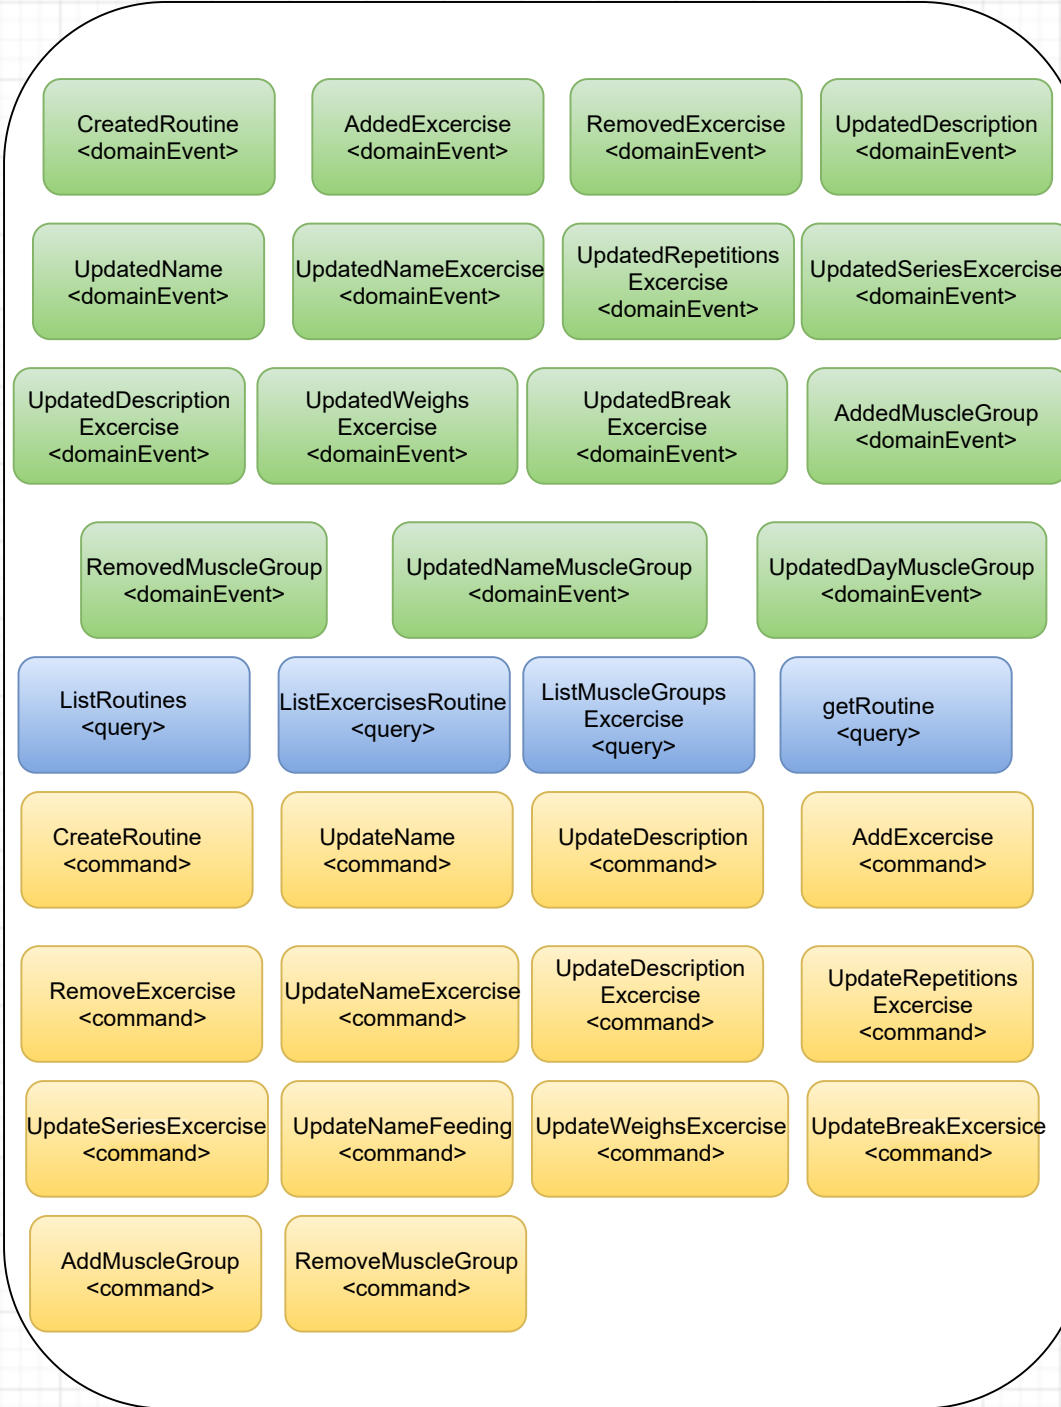 CreatedRoutine
<domainEvent>
AddedExcercise
<domainEvent>
RemovedExcercise
<domainEvent>
UpdatedDescription
<domainEvent>
UpdatedName
<domainEvent>
UpdatedNameExcercise
<domainEvent>
UpdatedRepetitions
Excercise
<domainEvent>
UpdatedSeriesExcercise
<domainEvent>
UpdatedDescription
Excercise
<domainEvent>
UpdatedWeighs
Excercise
<domainEvent>
UpdatedBreak
Excercise
<domainEvent>
AddedMuscleGroup
<domainEvent>
RemovedMuscleGroup
<domainEvent>
UpdatedNameMuscleGroup
<domainEvent>
UpdatedDayMuscleGroup
<domainEvent>
ListRoutines
<query>
ListExcercisesRoutine
<query>
ListMuscleGroups
Excercise
<query>
getRoutine
<query>
CreateRoutine
<command>
UpdateName
<command>
UpdateDescription
<command>
AddExcercise
<command>
RemoveExcercise
<command>
UpdateNameExcercise
<command>
UpdateDescription
Excercise
<command>
UpdateRepetitions
Excercise
<command>
UpdateSeriesExcercise
<command>
UpdateNameFeeding
<command>
UpdateWeighsExcercise
<command>
UpdateBreakExcersice
<command>
AddMuscleGroup
<command>
RemoveMuscleGroup
<command>